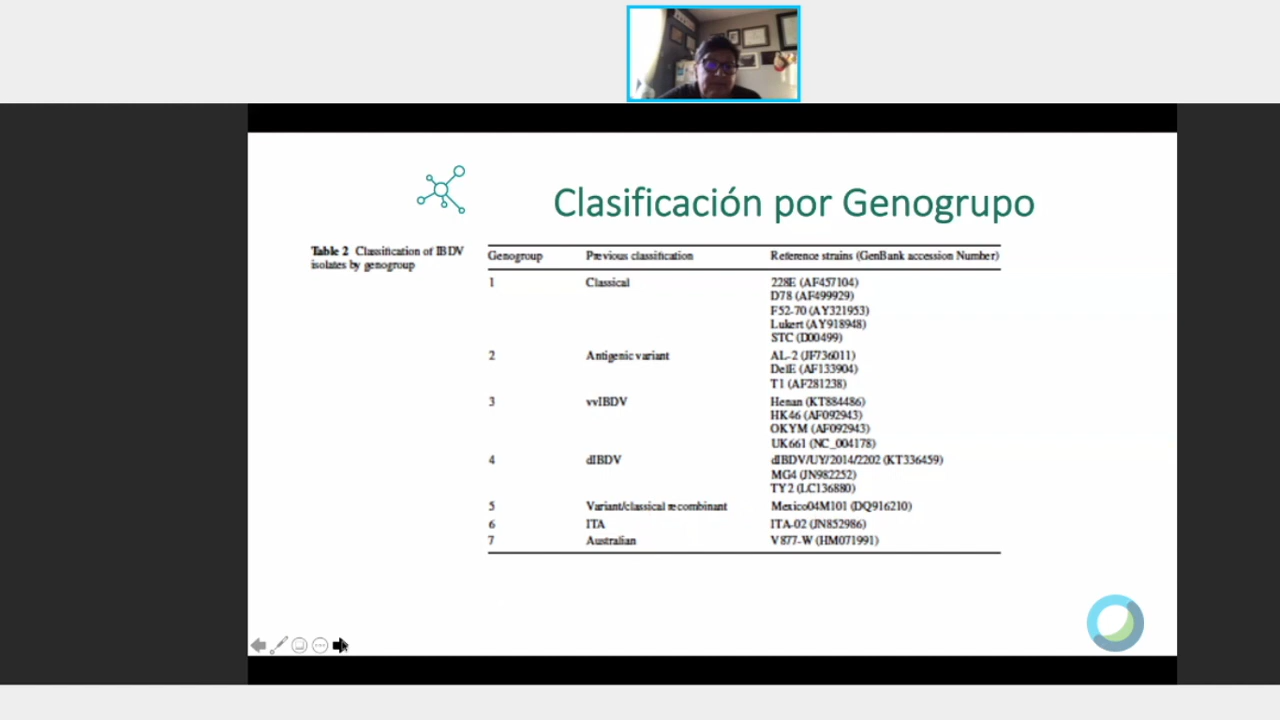 Clasificación por Genogrupo
Table 2 Classification of IBDV
isolates by genogroup
Genogroup Previous classification Reference strains (GenBank accession Number)
1 Classical 228E (AF457104)
D78 (AF499929)
F52-70 (AY321953)
Lukert (AY918948)
STC (D00499)
2 Antigenic variant AL-2 (JF736011)
DelE (AF133904)
T1 (AF281238)
3 vvIBDV Henan (KT884486)
HK46 (AF092943)
OKYM (AF092943)
UK661 (NC_004178)
4 dIBDV dIBDV/UY/2014/2202 (KT336459)
MG4 (JN982252)
TY2 (LC136880)
5 Variant/classical recombinant Mexico04M101 (DQ916210)
6 ITA ITA-02 (JN852986)
7 Australian V877-W (HM071991)